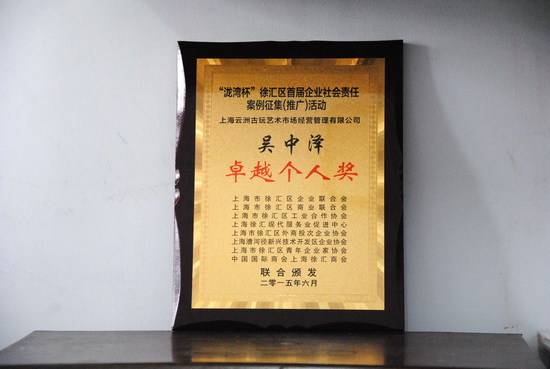 “泷湾杯”徐汇区首届企业社会责任
案例征集(推广)活动
上海云洲古玩艺术市场经营管理有限公司
吴中泽
卓越个人奖
上海市徐汇区企业联合会
上海市徐汇区商业联合会
上海市徐汇区工业合作协会
上海徐汇现代服务业促进中心
上海市徐汇区外商投资企业协会
上海漕河泾新兴技术开发区企业协会
上海市徐汇区青年企业家协会
中国国际商会上海徐汇商会
联合颁发
二零一五年六月